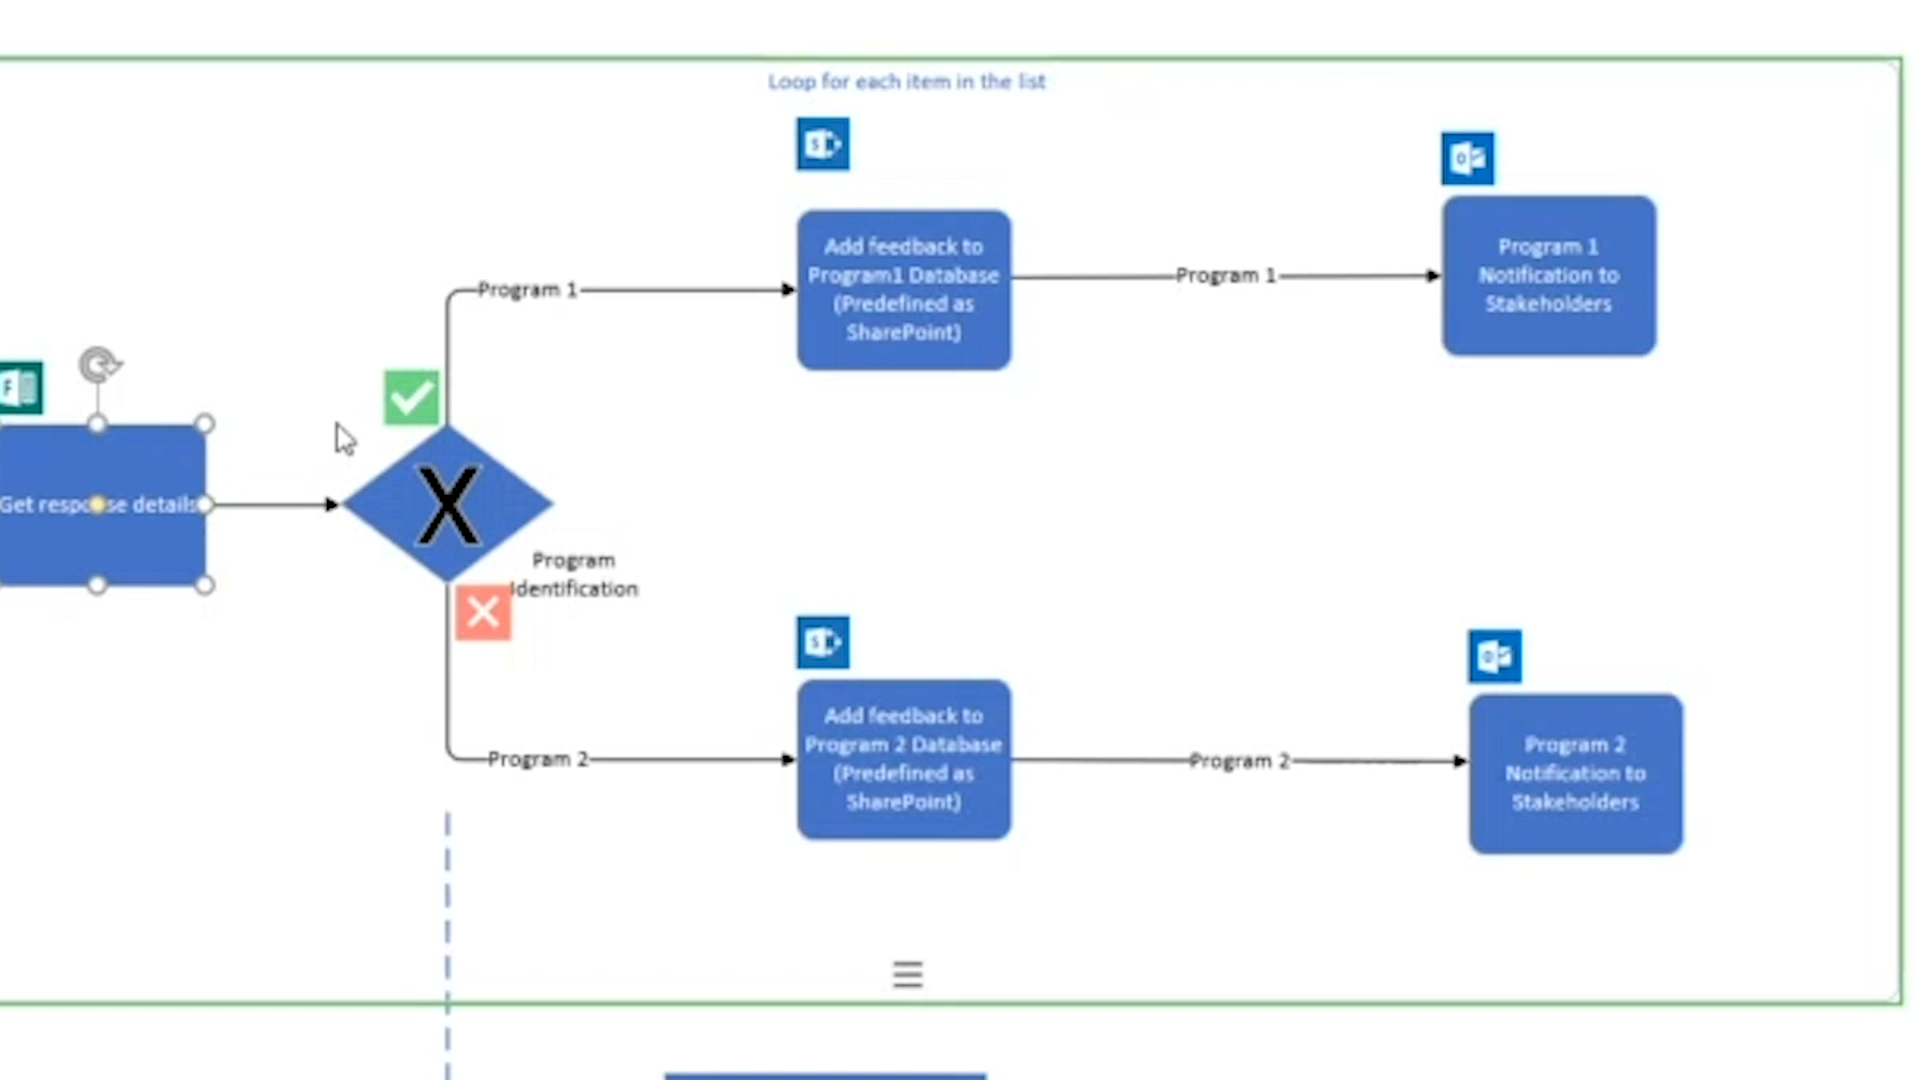 Loop for each item in the list
S
O
Program 1
Add feedback to
Program1 Database
(Predefined as
SharePoint)
Program 1
Program 1
Notification to
Stakeholders
F
Get response details
X
Program
Identification
S
O
Program 2
Add feedback to
Program 2 Database
(Predefined as
SharePoint)
Program 2
Program 2
Notification to
Stakeholders